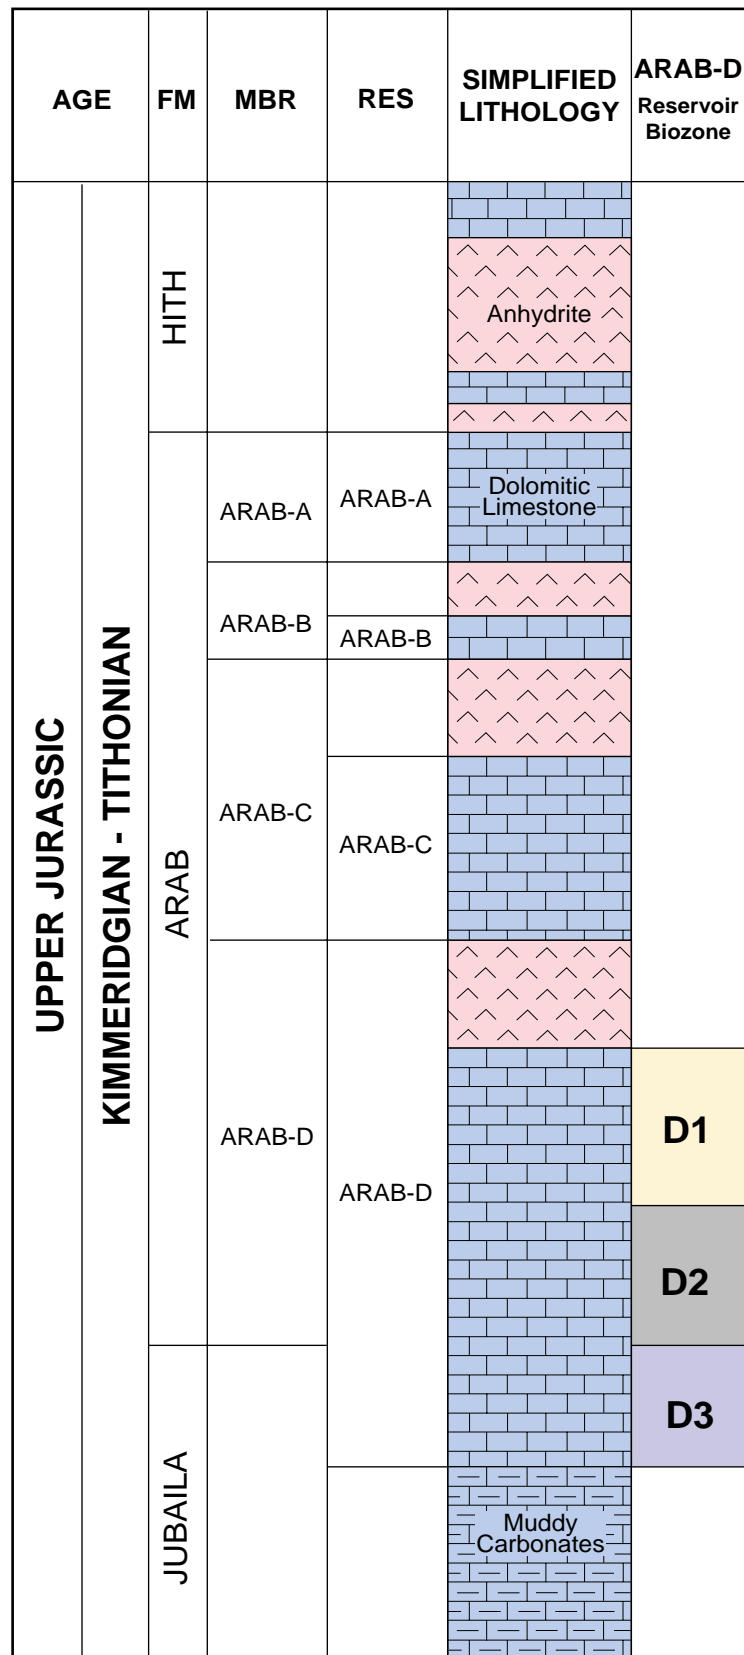 AGE
FM
MBR
RES
SIMPLIFIED
LITHOLOGY
ARAB-D
Reservoir
Biozone
UPPER JURASSIC
KIMMERIDGIAN - TITHONIAN
HITH
Anhydrite
ARAB
ARAB-A
ARAB-A
Dolomitic
Limestone
ARAB-B
ARAB-B
ARAB-C
ARAB-C
ARAB-D
ARAB-D
D1
D2
D3
JUBAILA
Muddy
Carbonates